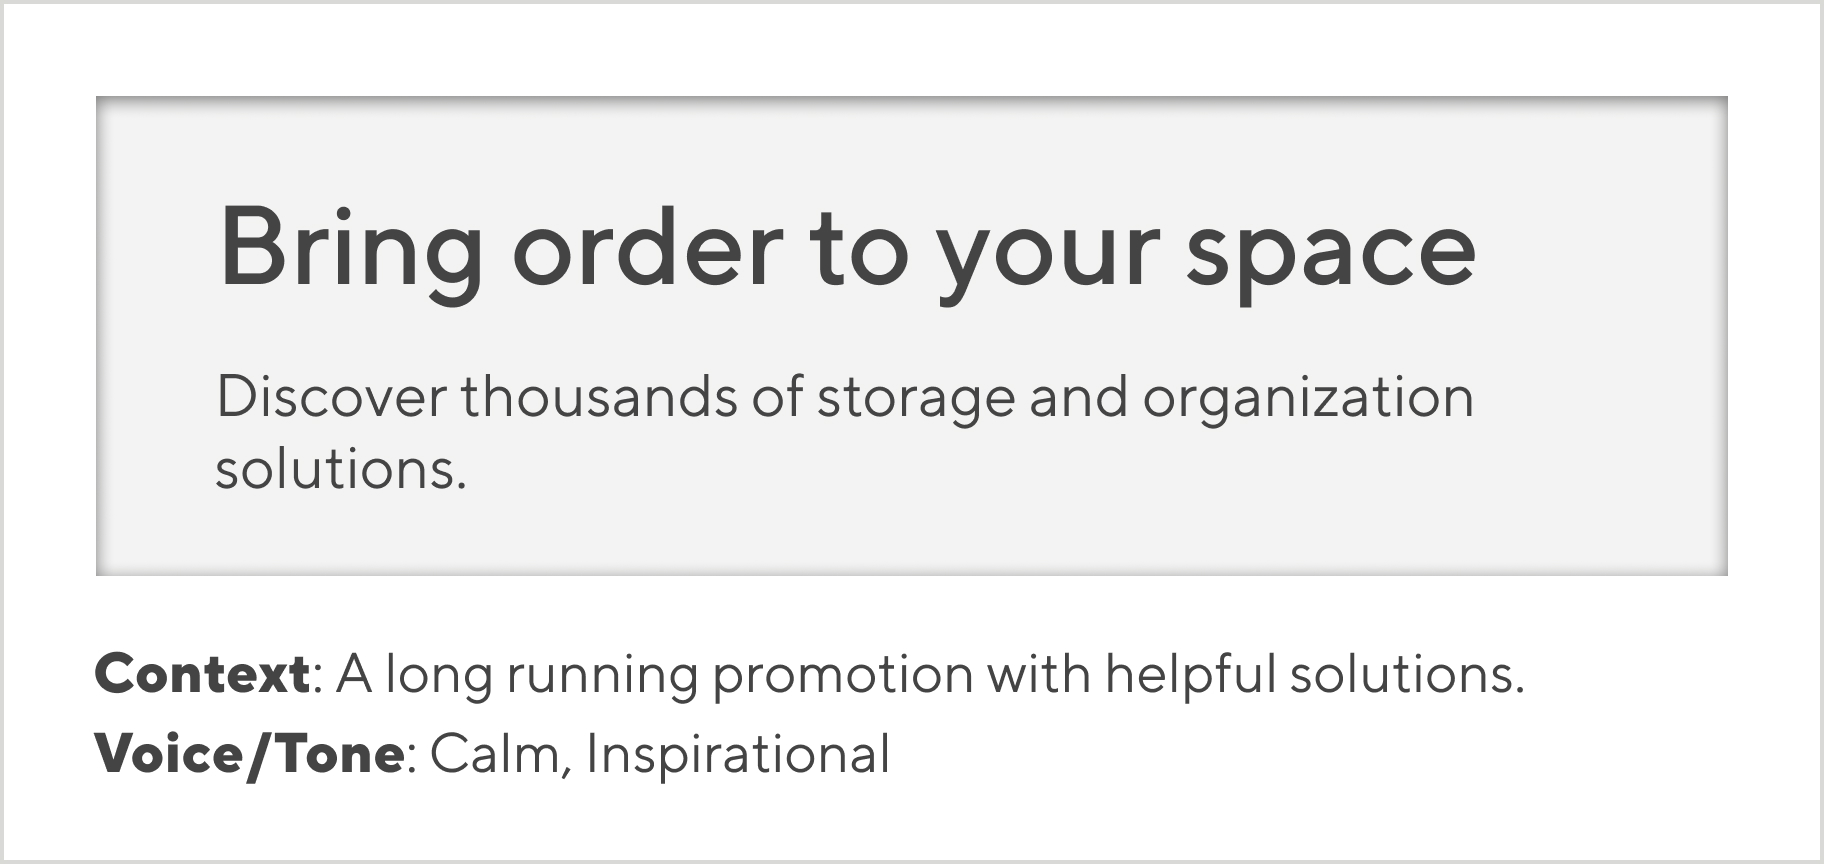 Bring order to your space
Discover thousands of storage and organization
solutions.
Context: A long running promotion with helpful solutions.
Voice/Tone: Calm, Inspirational